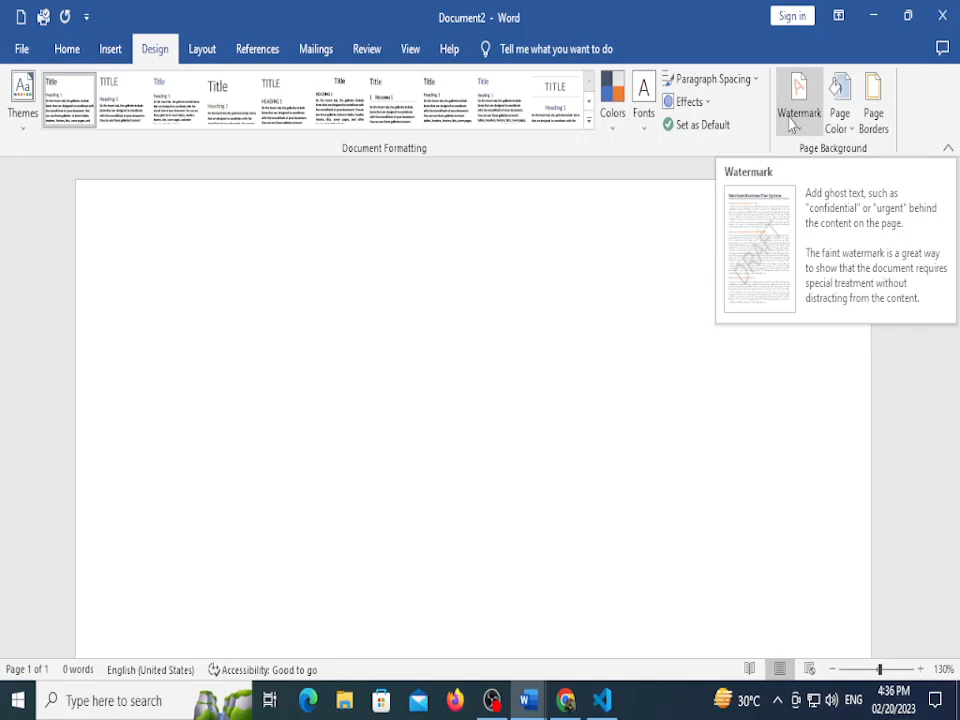 Document2 - Word
Sign in
File Home Insert Design Layout References Mailings Review View Help Tell me what you want to do
Title
Heading 1
TITLE
Heading 1
Title
Heading 1
Title
Heading 1
TITLE
HEADING 1
Title
HEADING 1
Title
1 Heading 1
Title
Heading 1
Title
Heading 1
TITLE
Heading 1
Themes
Colors
Fonts
Paragraph Spacing
Effects
Set as Default
Watermark
Page
Color
Page
Borders
Document Formatting
Page Background
Watermark
DRAFT
Add ghost text, such as
"confidential" or "urgent" behind
the content on the page.
The faint watermark is a great way
to show that the document requires
special treatment without
distracting from the content.
Page 1 of 1 0 words English (United States) Accessibility: Good to go 130%
Type here to search
30°C
ENG
4:36 PM
02/20/2023